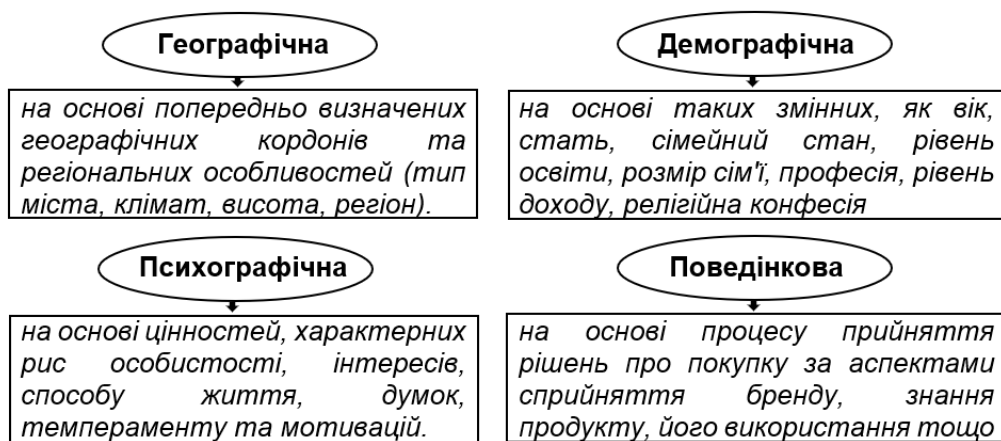 Географічна
на основі попередньо визначених
географічних кордонів та
регіональних особливостей (тип
міста, клімат, висота, регіон).
Демографічна
на основі таких змінних, як вік,
стать, сімейний стан, рівень
освіти, розмір сім'ї, професія, рівень
доходу, релігійна конфесія
Психографічна
на основі цінностей, характерних
рис особистості, інтересів,
способу життя, думок,
темпераменту та мотивацій.
Поведінкова
на основі процесу прийняття
рішень про покупку за аспектами
сприйняття бренду, знання
продукту, його використання тощо